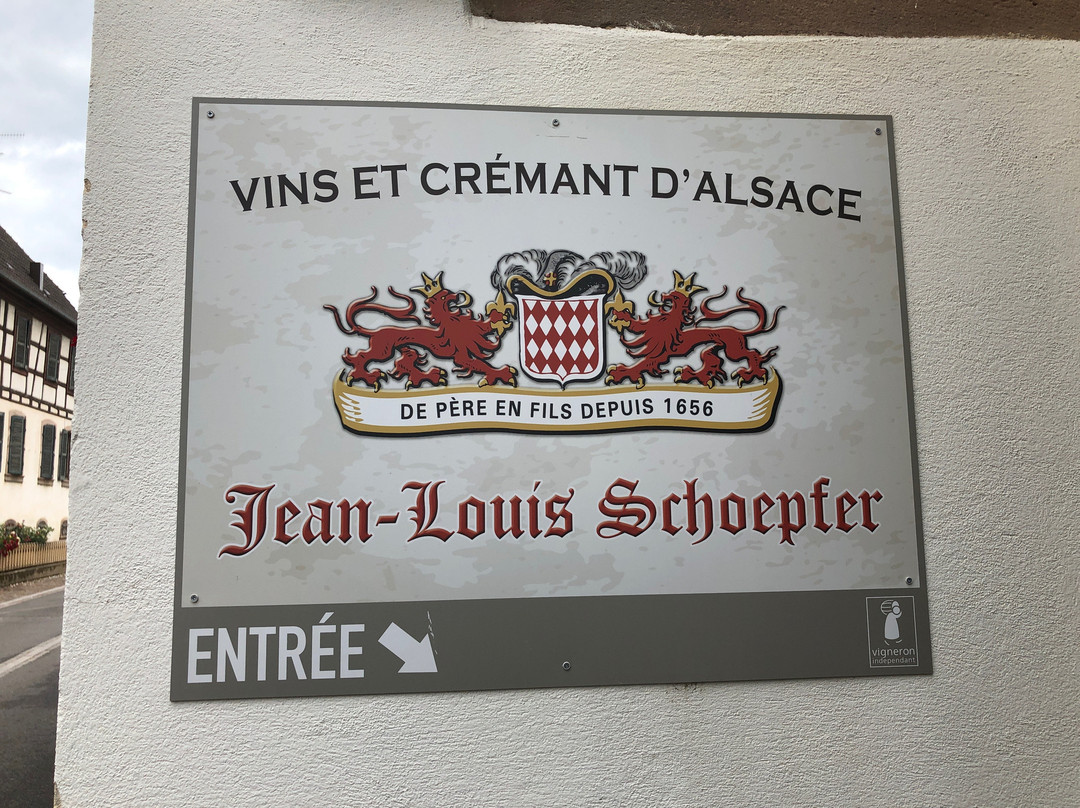 VINS ET CRÉMANT D'ALSACE
DE PÈRE EN FILS DEPUIS 1656
Jean-Louis Schoepfer
ENTRÉE
vigneron
indépendant